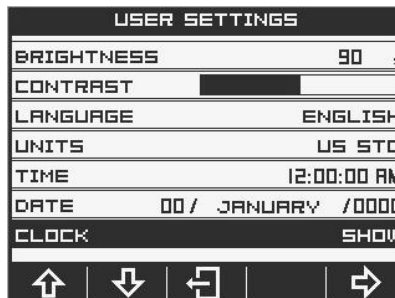 USER SETTINGS
BRIGHTNESS 90
CONTRAST
LANGUAGE ENGLISH
UNITS US STD
TIME 12:00:00 AM
DATE 00/ JANUARY /0000
CLOCK SHOW